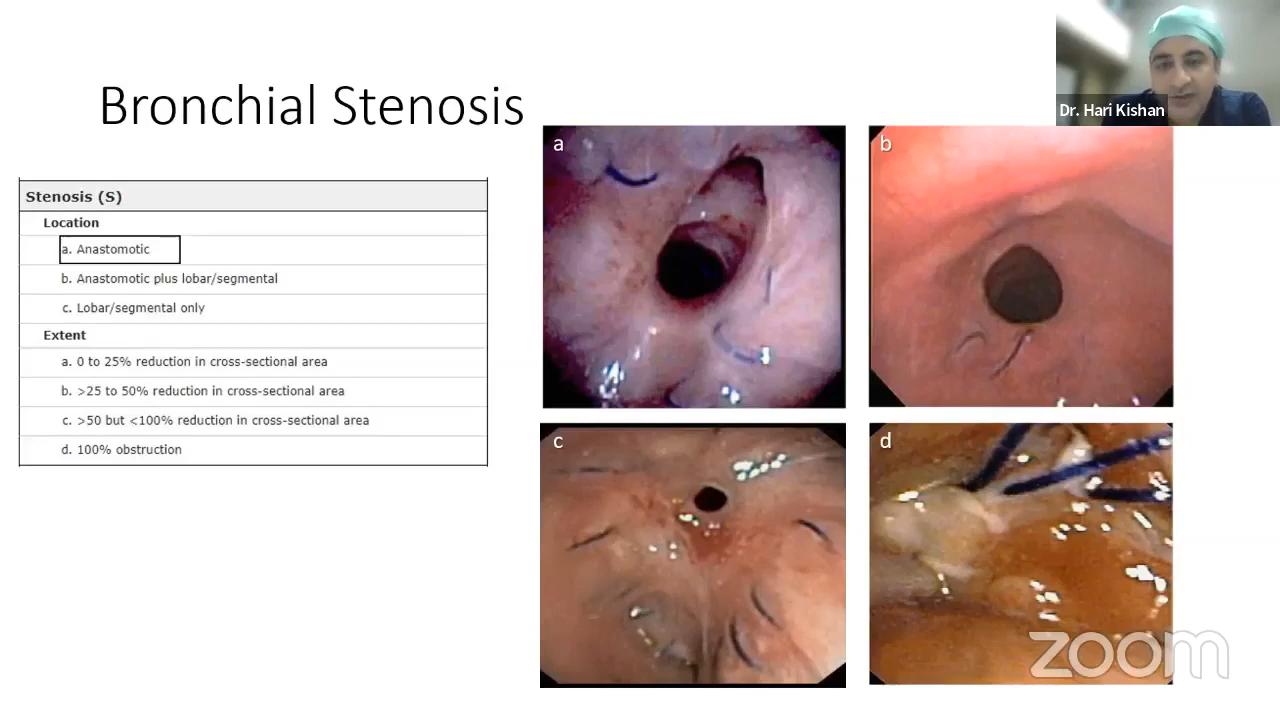 Bronchial Stenosis
Dr. Hari Kishan
Stenosis (S)
Location
a. Anastomotic
b. Anastomotic plus lobar/segmental
c. Lobar/segmental only
Extent
a. 0 to 25% reduction in cross-sectional area
b. >25 to 50% reduction in cross-sectional area
c. >50 but <100% reduction in cross-sectional area
d. 100% obstruction
a
b
c
d
zoom